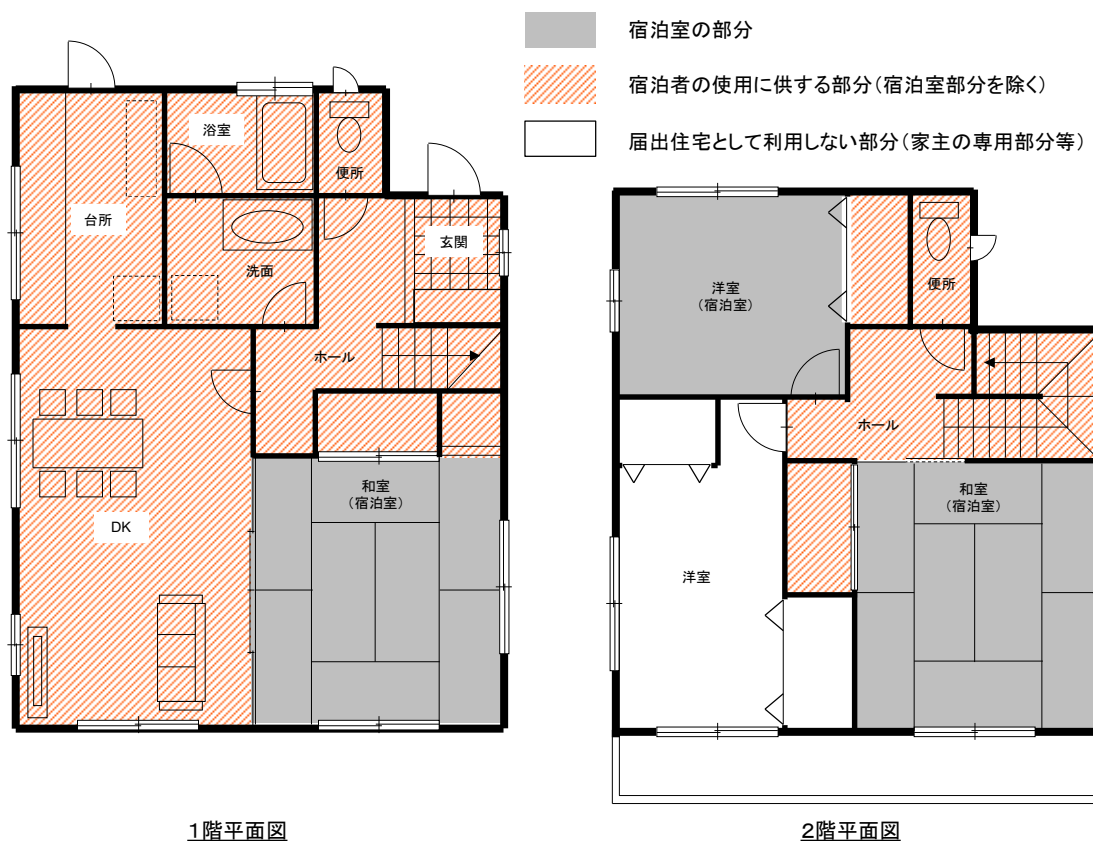 宿泊室の部分
宿泊者の使用に供する部分(宿泊室部分を除く)
届出住宅として利用しない部分(家主の専用部分等)
浴室
便所
台所
洗面
玄関
ホール
和室
(宿泊室)
DK
1階平面図
洋室
(宿泊室)
便所
ホール
和室
(宿泊室)
洋室
2階平面図